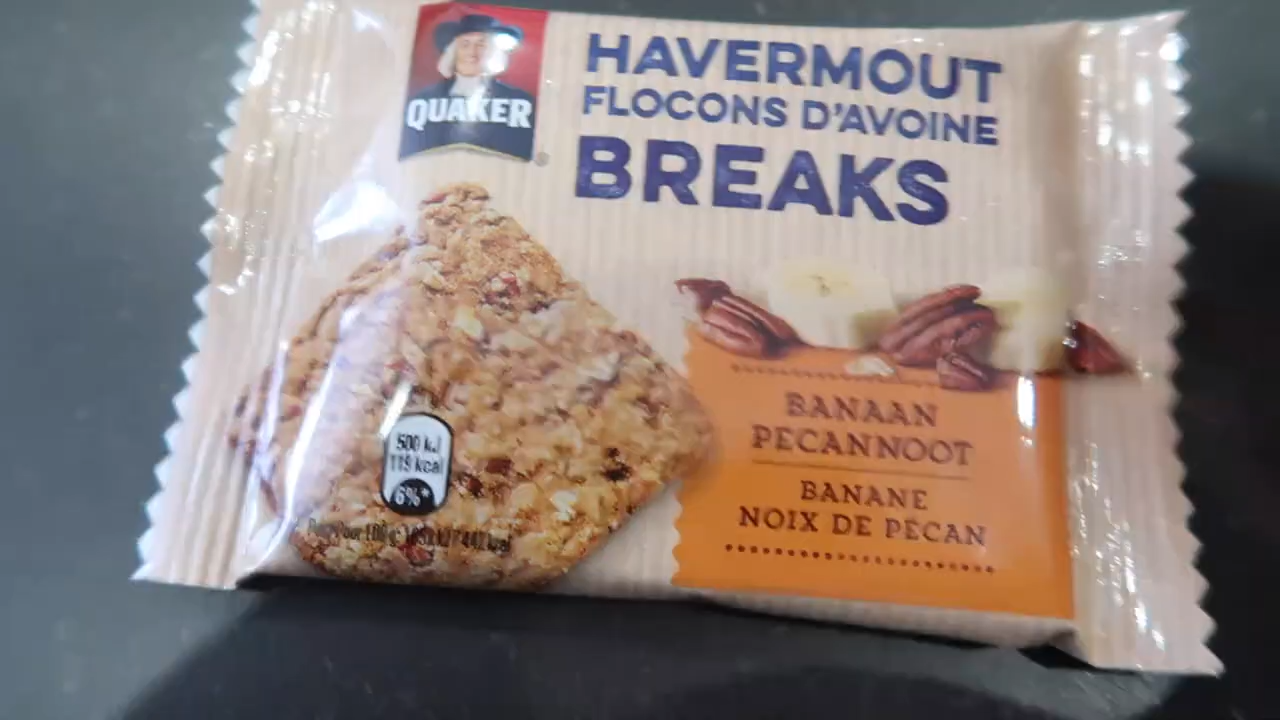 QUAKER
HAVERMOUT
FLOCONS D'AVOINE
BREAKS
BANAAN
PECANNOOT
BANANE
NOIX DE PÉCAN
500 kJ
119 kcal
6%*